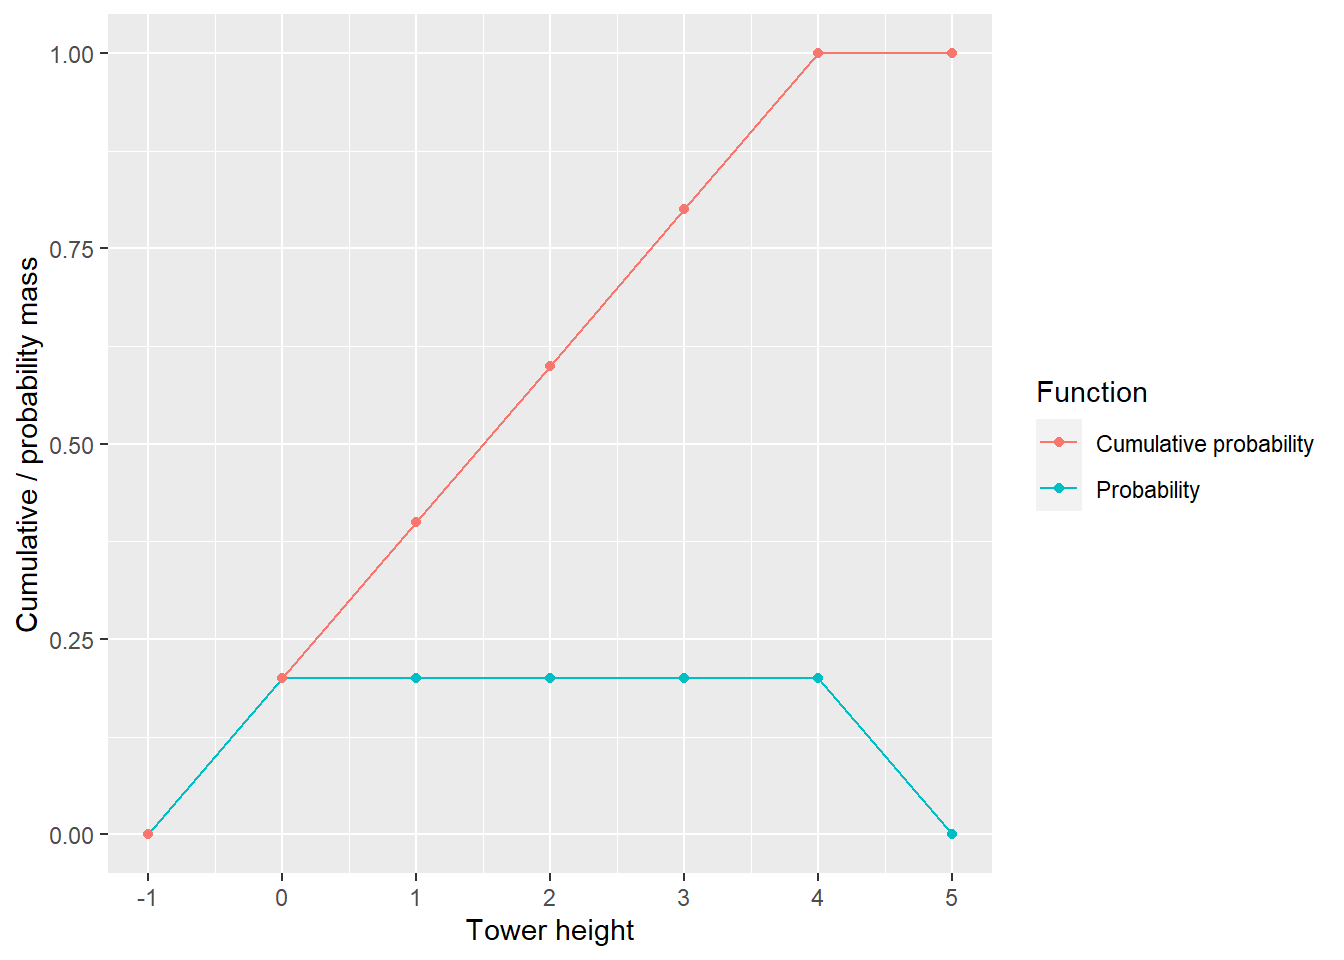 Cumulative / probability mass
1.00
0.75
0.50
0.25
0.00
-1 0 1 2 3 4 5
Tower height
Function
Cumulative probability
Probability